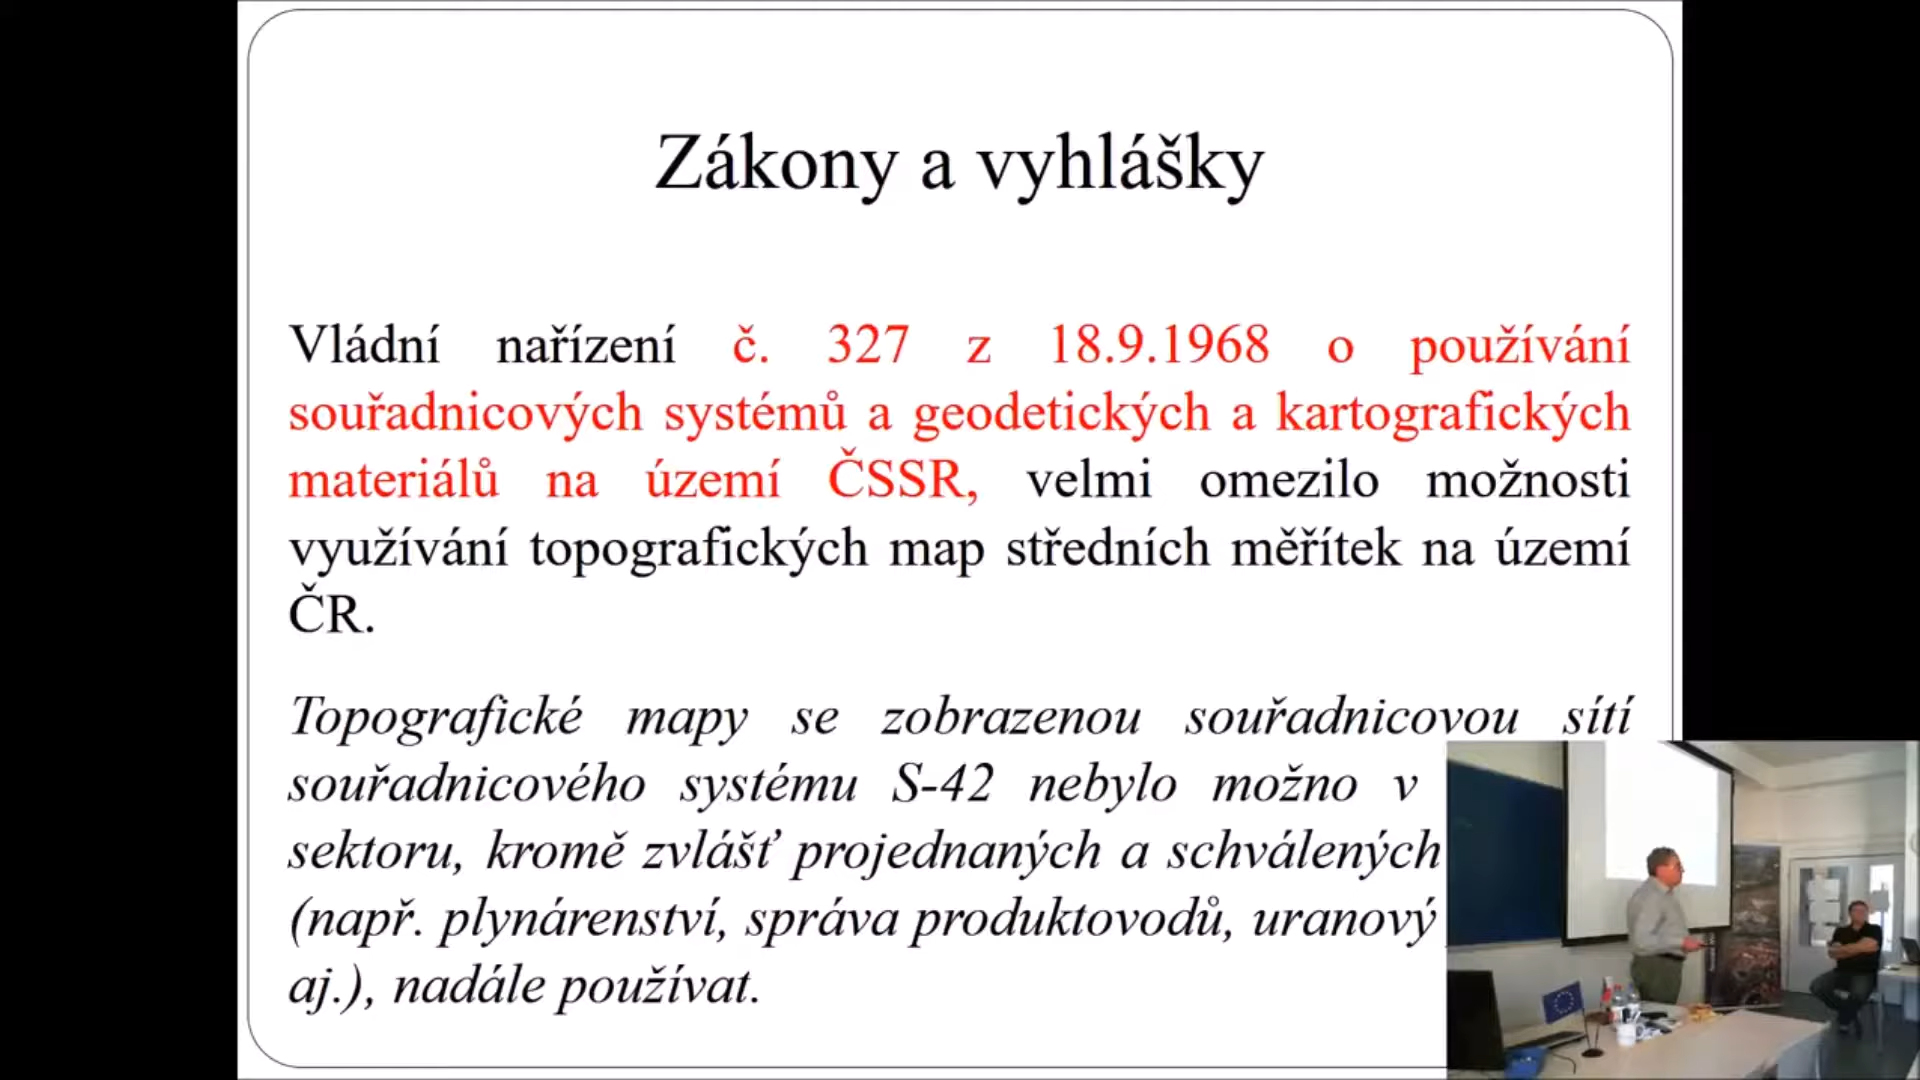 Zákony a vyhlášky
Vládní nařízení č. 327 z 18.9.1968 o používání
souřadnicových systémů a geodetických a kartografických
materiálů na území ČSSR, velmi omezilo možnosti
využívání topografických map středních měřítek na území
ČR.
Topografické mapy se zobrazenou souřadnicovou sítí
souřadnicového systému S-42 nebylo možno v
sektoru, kromě zvlášť projednaných a schválených
(např. plynárenství, správa produktovodů, uranový
aj.), nadále používat.